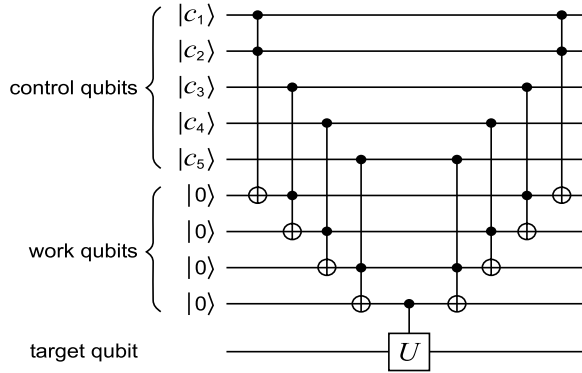 |c₁⟩
|c₂⟩
control qubits |c₃⟩
|c₄⟩
|c₅⟩
|0⟩
|0⟩
work qubits
|0⟩
|0⟩
target qubit U